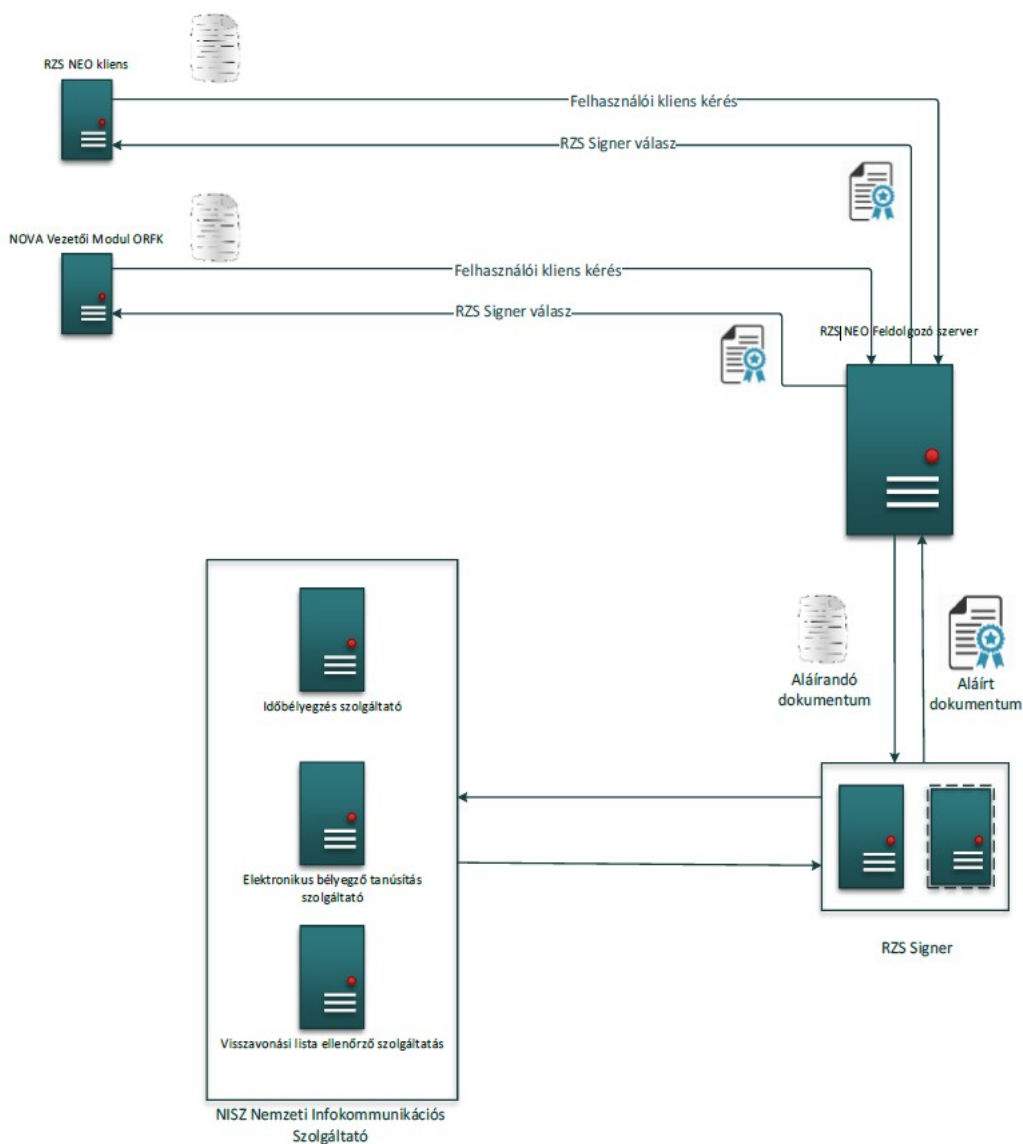 RZS NEO kliens
Felhasználói kliens kérés
RZS Signer válasz
NOVA Vezetői Modul ORFK
Felhasználói kliens kérés
RZS Signer válasz
RZS NEO Feldolgozó szerver
Időbélyegzés szolgáltató
Aláírandó
dokumentum
Aláírt
dokumentum
Elektronikus bélyegző tanúsítás
szolgáltató
RZS Signer
Visszavonási lista ellenőrző szolgáltatás
NISZ Nemzeti Infokommunikációs
Szolgáltató